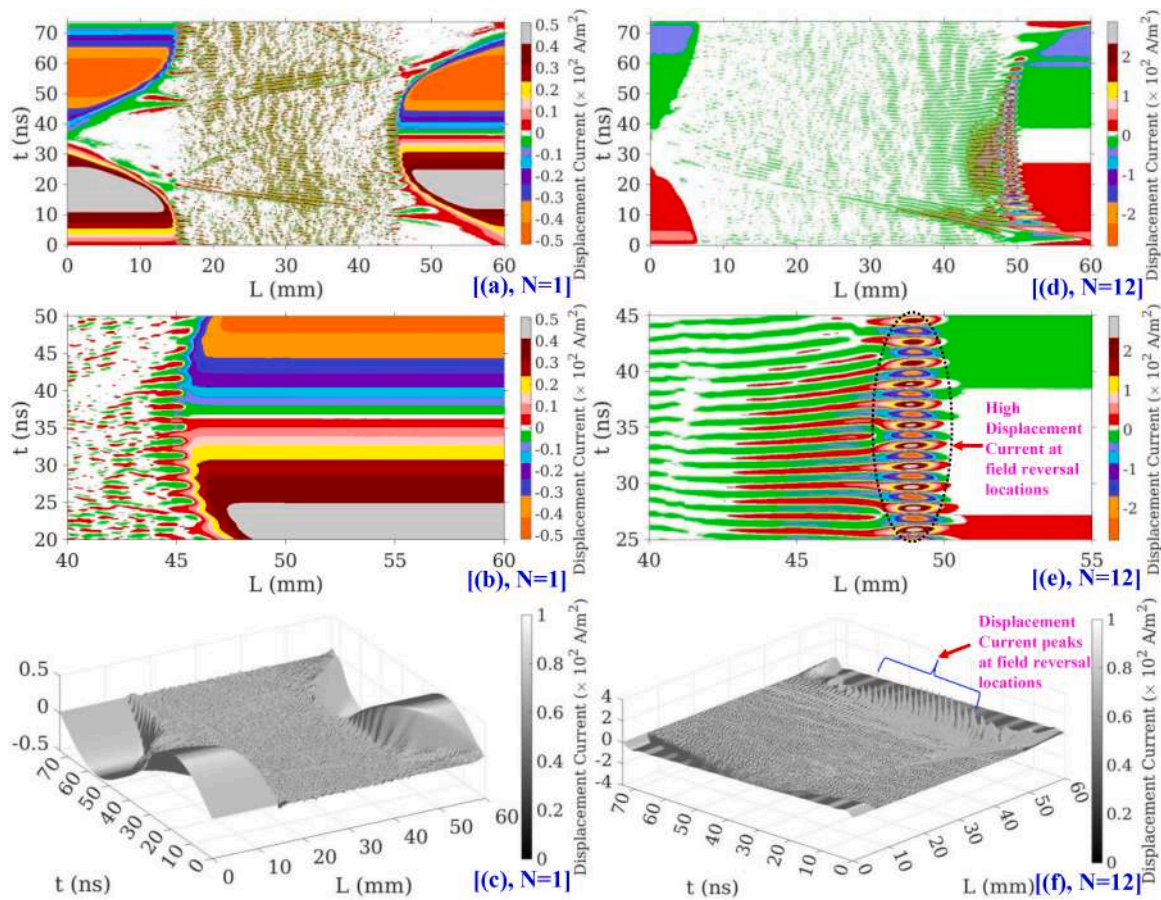 70
60
50
40
30
20
10
0
t (ns)
0 10 20 30 40 50 60
L (mm)
[(a), N=1]
0.5
0.4
0.3
0.2
0.1
0
-0.1
-0.2
-0.3
-0.4
-0.5
Displacement Current (× 10² A/m²)
70
60
50
40
30
20
10
0
t (ns)
0 10 20 30 40 50 60
L (mm)
[(d), N=12]
2
1
0
-1
-2
Displacement Current (× 10² A/m²)
50
45
40
35
30
25
20
t (ns)
40 45 50 55 60
L (mm)
[(b), N=1]
0.5
0.4
0.3
0.2
0.1
0
-0.1
-0.2
-0.3
-0.4
-0.5
Displacement Current (× 10² A/m²)
45
40
35
30
25
t (ns)
40 45 50 55
L (mm)
[(e), N=12]
High
Displacement
Current at
field reversal
locations
2
1
0
-1
-2
Displacement Current (× 10² A/m²)
0.5
0
-0.5
70 60 50 40 30 20 10 0
t (ns)
0 10 20 30 40 50 60
L (mm)
[(c), N=1]
1
0.8
0.6
0.4
0.2
0
Displacement Current (× 10² A/m²)
Displacement
Current peaks
at field reversal
locations
4
2
0
-2
-4
70 60 50 40 30 20 10 0
t (ns)
0 10 20 30 40 50 60
L (mm)
[(f), N=12]
1
0.8
0.6
0.4
0.2
0
Displacement Current (× 10² A/m²)